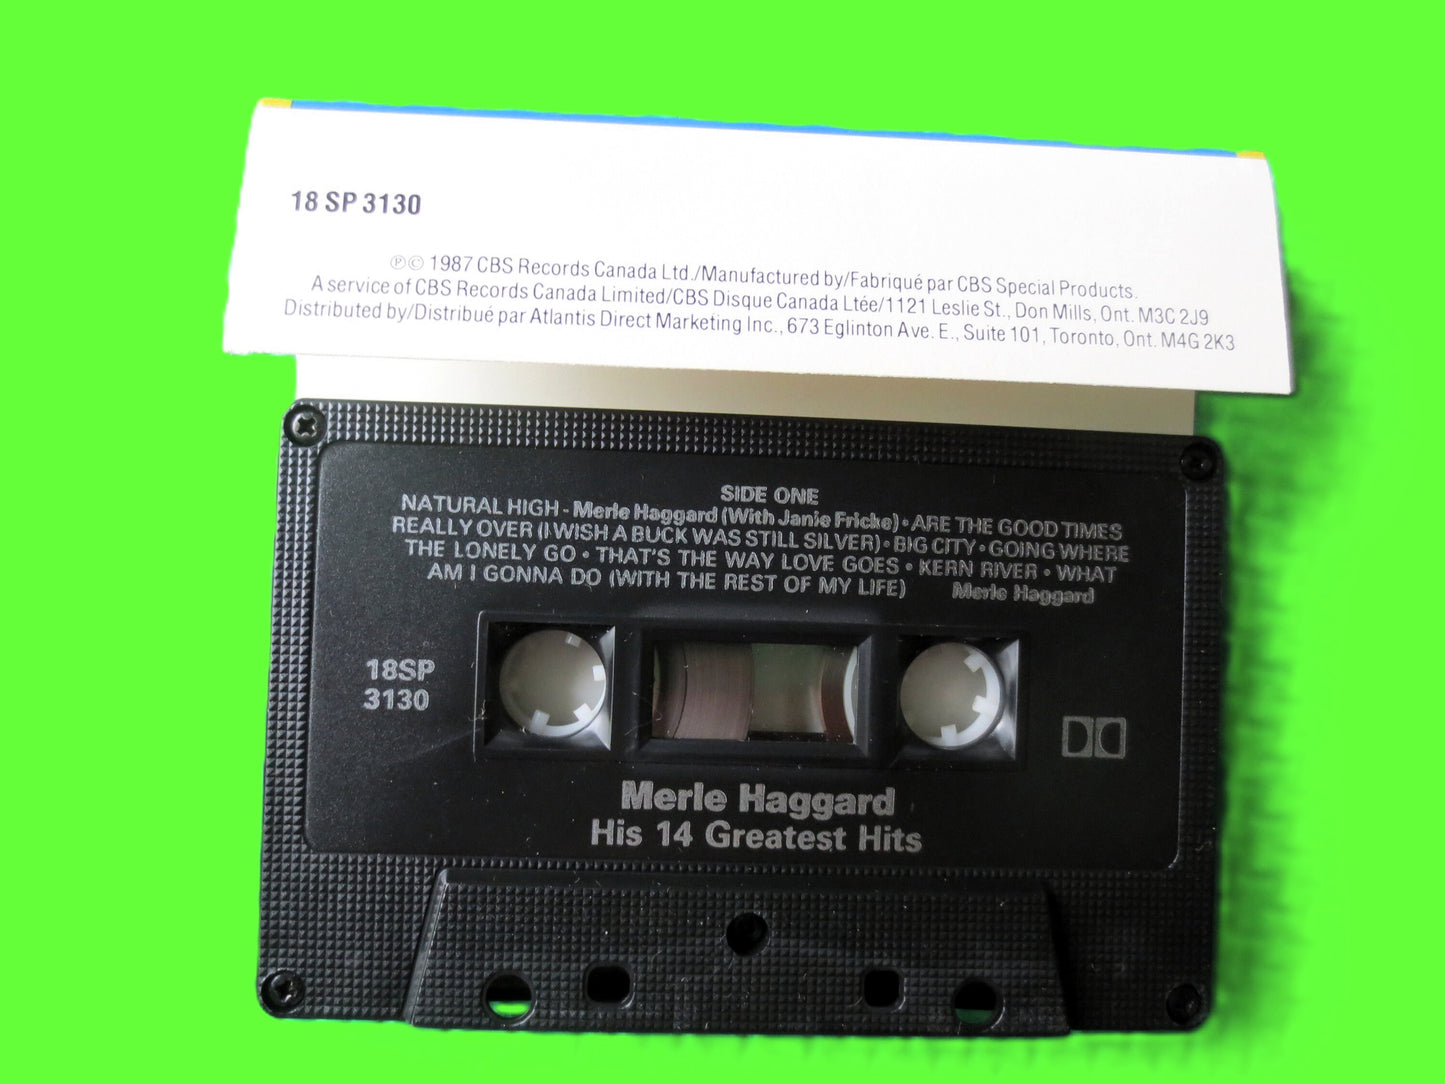 18 SP 3130
℗© 1987 CBS Records Canada Ltd./Manufactured by/Fabriqué par CBS Special Products.
A service of CBS Records Canada Limited/CBS Disque Canada Ltée/1121 Leslie St., Don Mills, Ont. M3C 2J9
Distributed by/Distribué par Atlantis Direct Marketing Inc., 673 Eglinton Ave. E., Suite 101, Toronto, Ont. M4G 2K3
SIDE ONE
NATURAL HIGH - Merle Haggard (With Janie Fricke) • ARE THE GOOD TIMES
REALLY OVER (I WISH A BUCK WAS STILL SILVER) • BIG CITY • GOING WHERE
THE LONELY GO • THAT'S THE WAY LOVE GOES • KERN RIVER • WHAT
AM I GONNA DO (WITH THE REST OF MY LIFE) Merle Haggard
18SP
3130
Merle Haggard
His 14 Greatest Hits